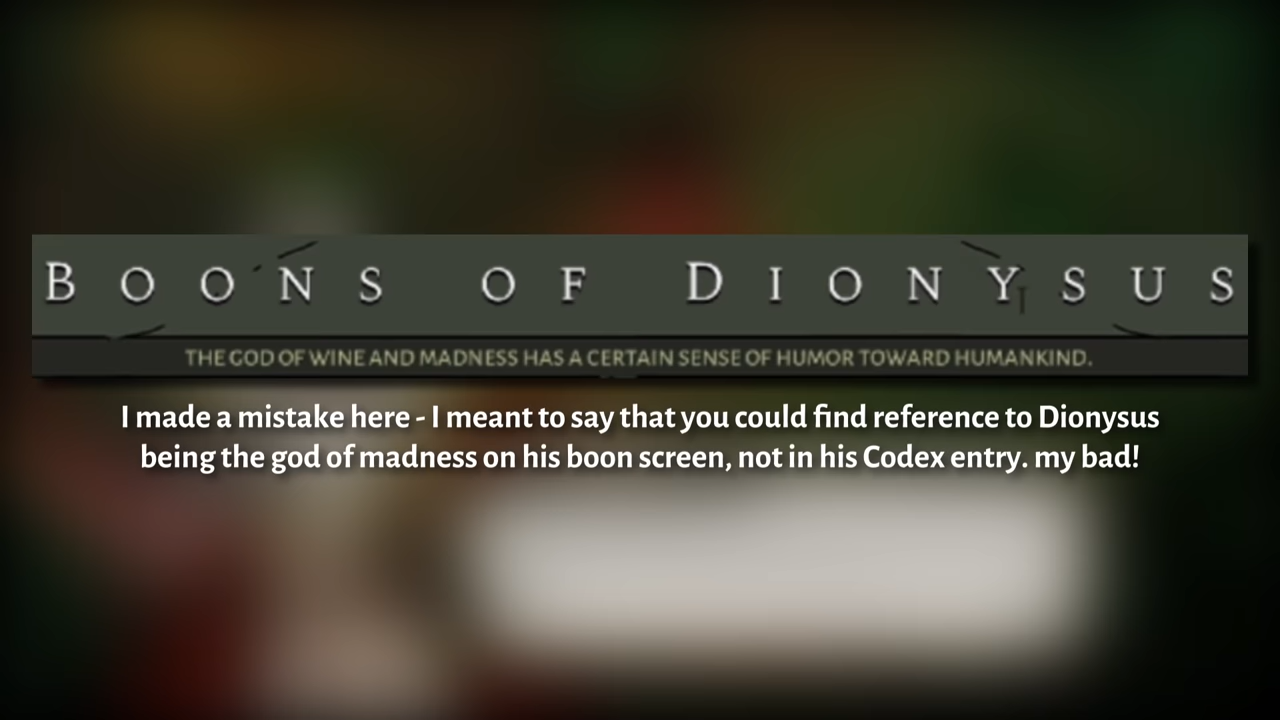 BOONS OF DIONYSUS
THE GOD OF WINE AND MADNESS HAS A CERTAIN SENSE OF HUMOR TOWARD HUMANKIND.
I made a mistake here - I meant to say that you could find reference to Dionysus
being the god of madness on his boon screen, not in his Codex entry. my bad!